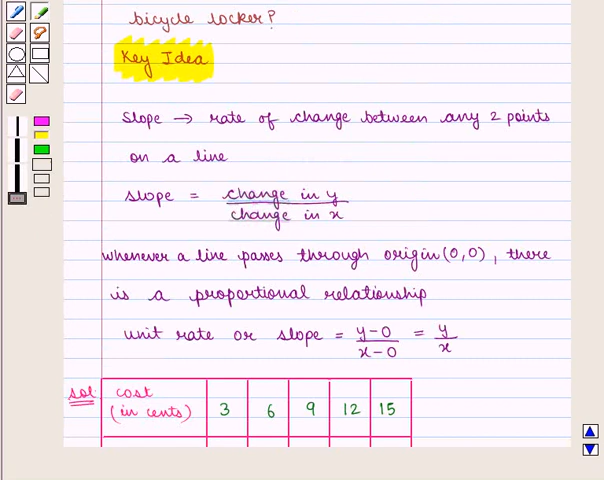 bicycle locker?
Key Idea
Slope → rate of change between any 2 points
on a line
slope = change in y / change in x
whenever a line passes through origin (0,0), there
is a proportional relationship
unit rate or slope = y-0 / x-0 = y / x
Sol. cost (in cents) 3 6 9 12 15